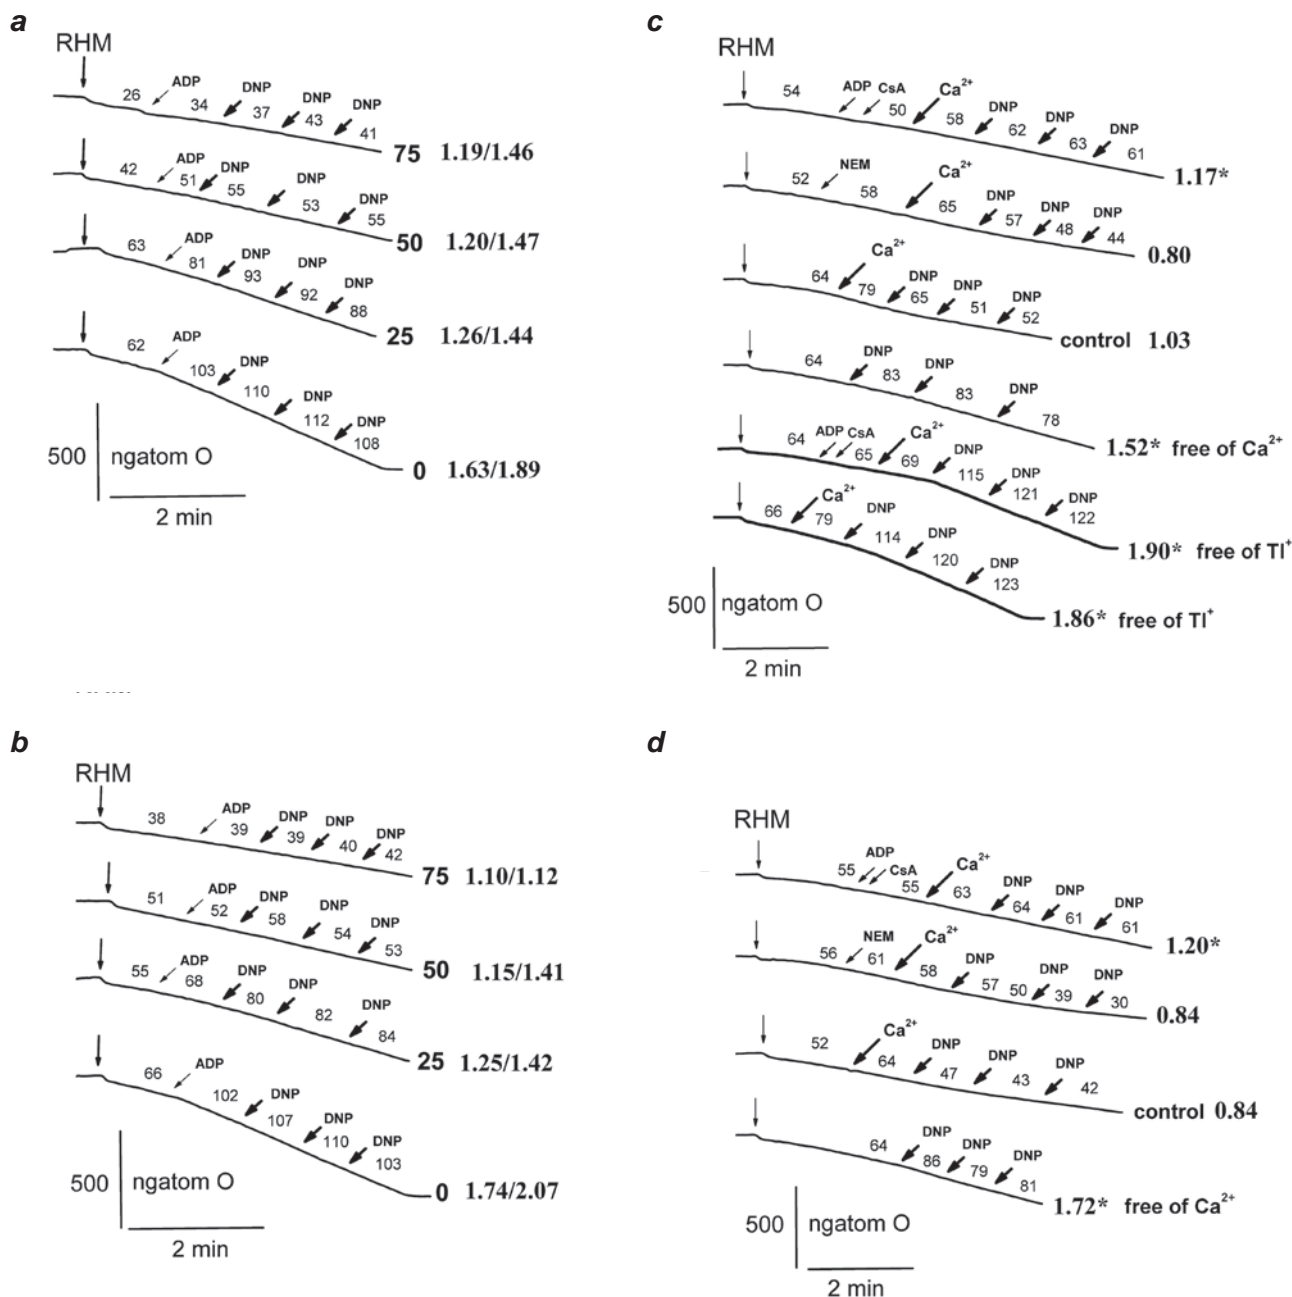 a
RHM
26 ADP 34 DNP 37 DNP 43 DNP 41
75 1.19/1.46
42 ADP 51 DNP 55 DNP 53 DNP 55
50 1.20/1.47
63 ADP 81 DNP 93 DNP 92 DNP 88
25 1.26/1.44
62 ADP 103 DNP 110 DNP 112 DNP 108
0 1.63/1.89
500 ngatom O
2 min
b
RHM
38 ADP 39 DNP 39 DNP 40 DNP 42
75 1.10/1.12
51 ADP 52 DNP 58 DNP 54 DNP 53
50 1.15/1.41
55 ADP 68 DNP 80 DNP 82 DNP 84
25 1.25/1.42
66 ADP 102 DNP 107 DNP 110 DNP 103
0 1.74/2.07
500 ngatom O
2 min
c
RHM
54 ADP CsA 50 Ca²⁺ 58 DNP 62 DNP 63 DNP 61
1.17*
52 NEM 58 Ca²⁺ 65 DNP 57 DNP 48 DNP 44
0.80
64 Ca²⁺ 79 DNP 65 DNP 51 DNP 52
control 1.03
64 DNP 83 DNP 83 DNP 78
1.52* free of Ca²⁺
64 ADP CsA 65 Ca²⁺ 69 DNP 115 DNP 121 DNP 122
1.90* free of Tl⁺
66 Ca²⁺ 79 DNP 114 DNP 120 DNP 123
1.86* free of Tl⁺
500 ngatom O
2 min
d
RHM
55 ADP CsA 55 Ca²⁺ 63 DNP 64 DNP 61 DNP 61
1.20*
56 NEM 61 Ca²⁺ 58 DNP 57 50 DNP 39 DNP 30
0.84
52 Ca²⁺ 64 DNP 47 DNP 43 DNP 42
control 0.84
64 DNP 86 DNP 79 DNP 81
1.72* free of Ca²⁺
500 ngatom O
2 min